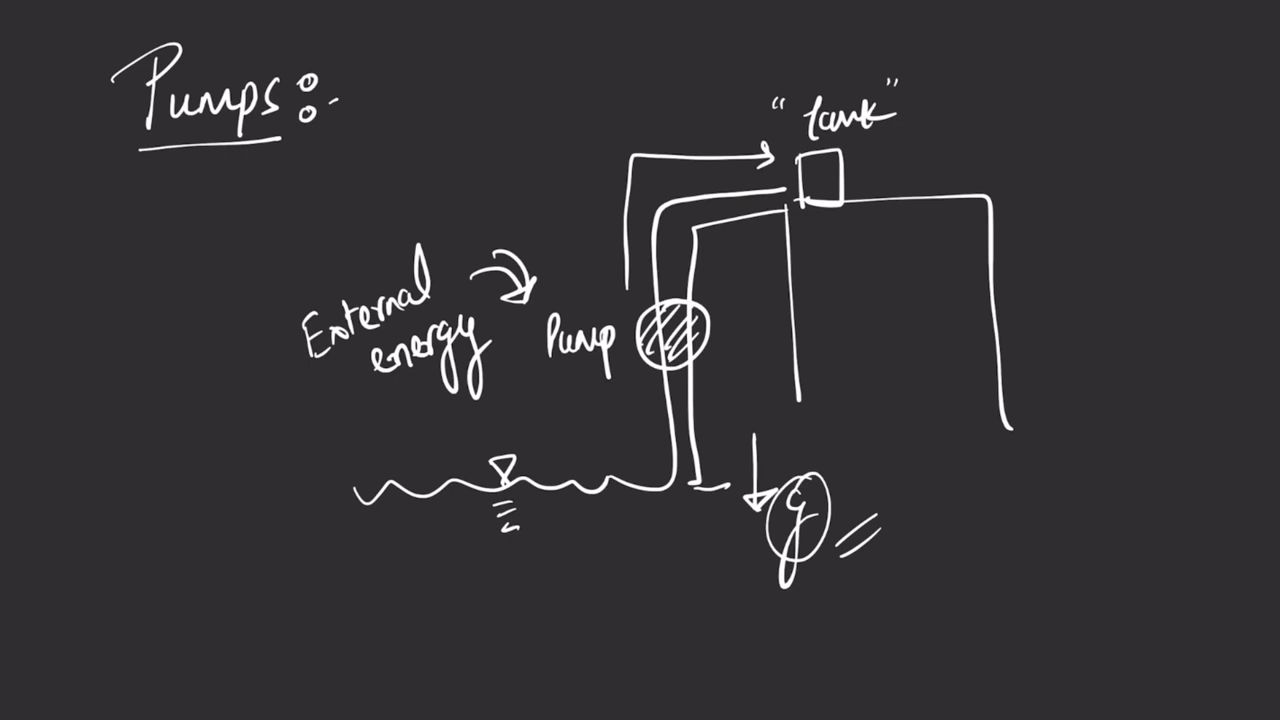 Pumps :-
"tank"
External
energy
Pump
g